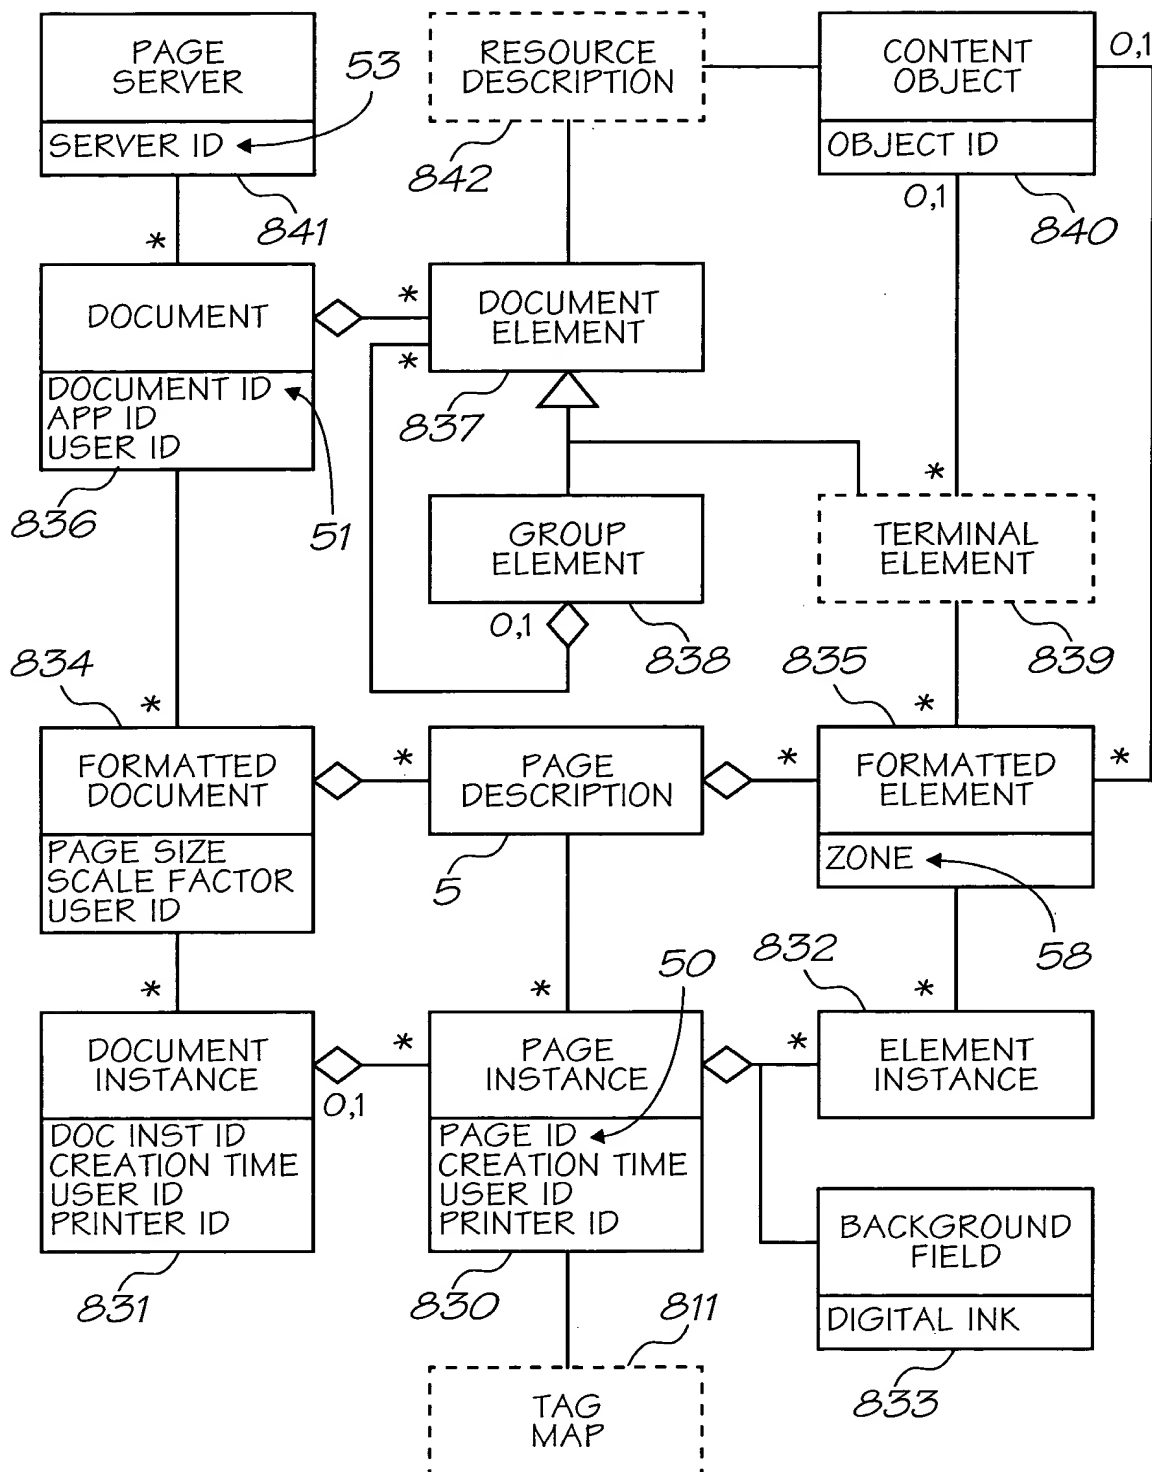 PAGE
SERVER
SERVER ID
53
841
RESOURCE
DESCRIPTION
842
CONTENT
OBJECT
OBJECT ID
0,1
0,1
840
*
DOCUMENT
DOCUMENT ID
APP ID
USER ID
836
51
*
*
DOCUMENT
ELEMENT
837
GROUP
ELEMENT
0,1
838
*
TERMINAL
ELEMENT
839
834
*
FORMATTED
DOCUMENT
PAGE SIZE
SCALE FACTOR
USER ID
*
PAGE
DESCRIPTION
5
835
*
*
*
FORMATTED
ELEMENT
ZONE
58
*
DOCUMENT
INSTANCE
0,1
DOC INST ID
CREATION TIME
USER ID
PRINTER ID
831
50
*
*
PAGE
INSTANCE
PAGE ID
CREATION TIME
USER ID
PRINTER ID
830
832
*
*
ELEMENT
INSTANCE
BACKGROUND
FIELD
DIGITAL INK
833
811
TAG
MAP